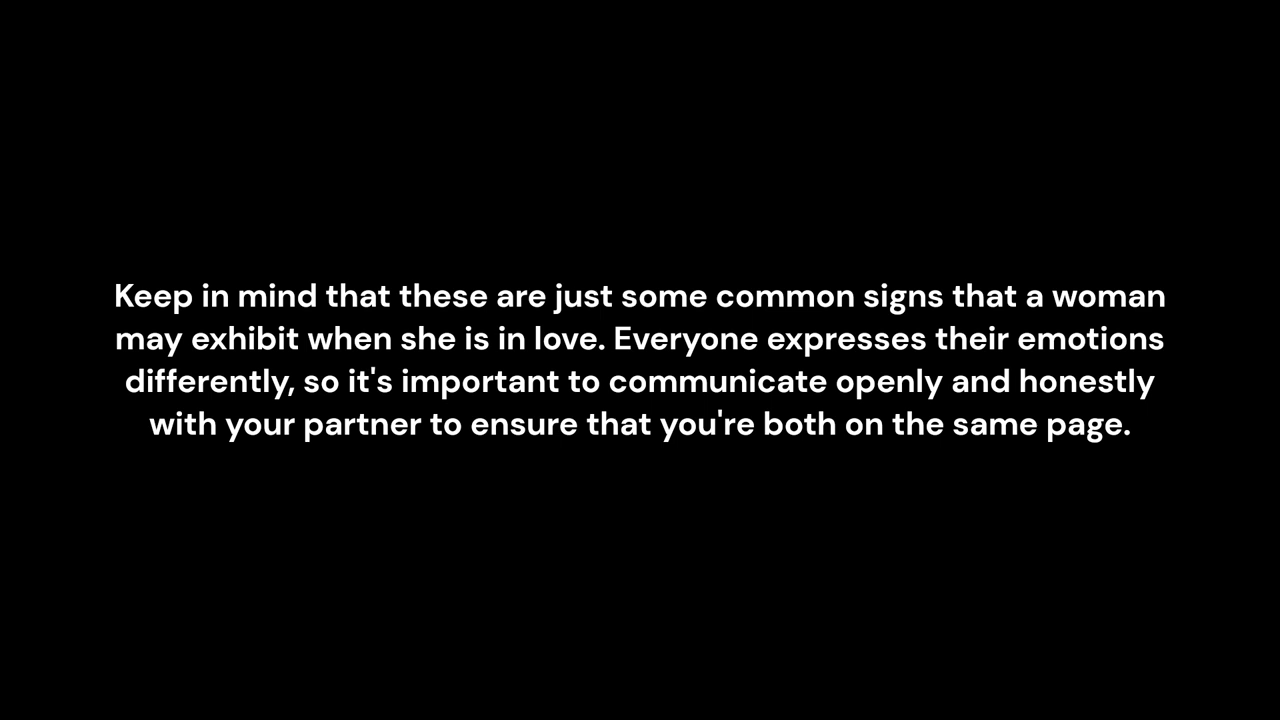 Keep in mind that these are just some common signs that a woman
may exhibit when she is in love. Everyone expresses their emotions
differently, so it's important to communicate openly and honestly
with your partner to ensure that you're both on the same page.